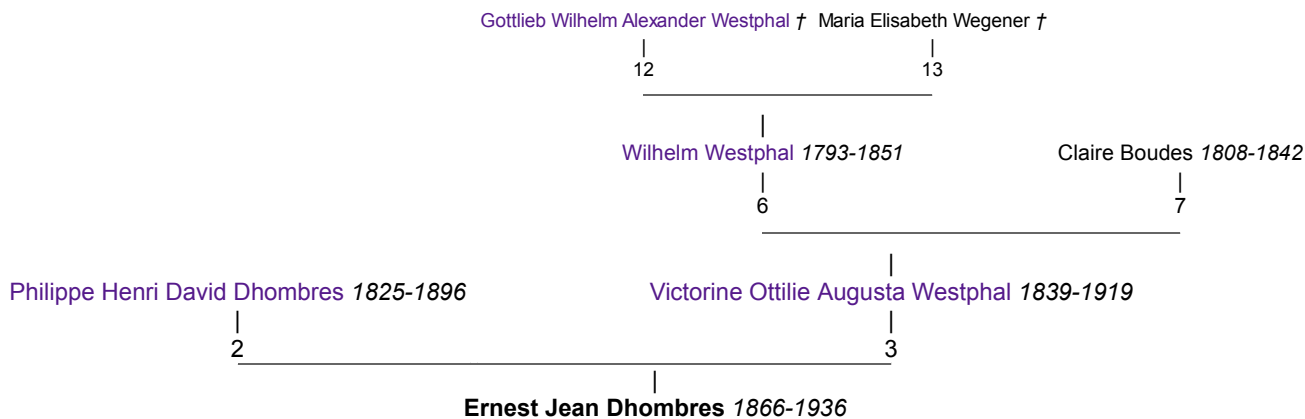 Gottlieb Wilhelm Alexander Westphal † Maria Elisabeth Wegener †
12 13
Wilhelm Westphal 1793-1851 Claire Boudes 1808-1842
6 7
Philippe Henri David Dhombres 1825-1896 Victorine Ottilie Augusta Westphal 1839-1919
2 3
Ernest Jean Dhombres 1866-1936